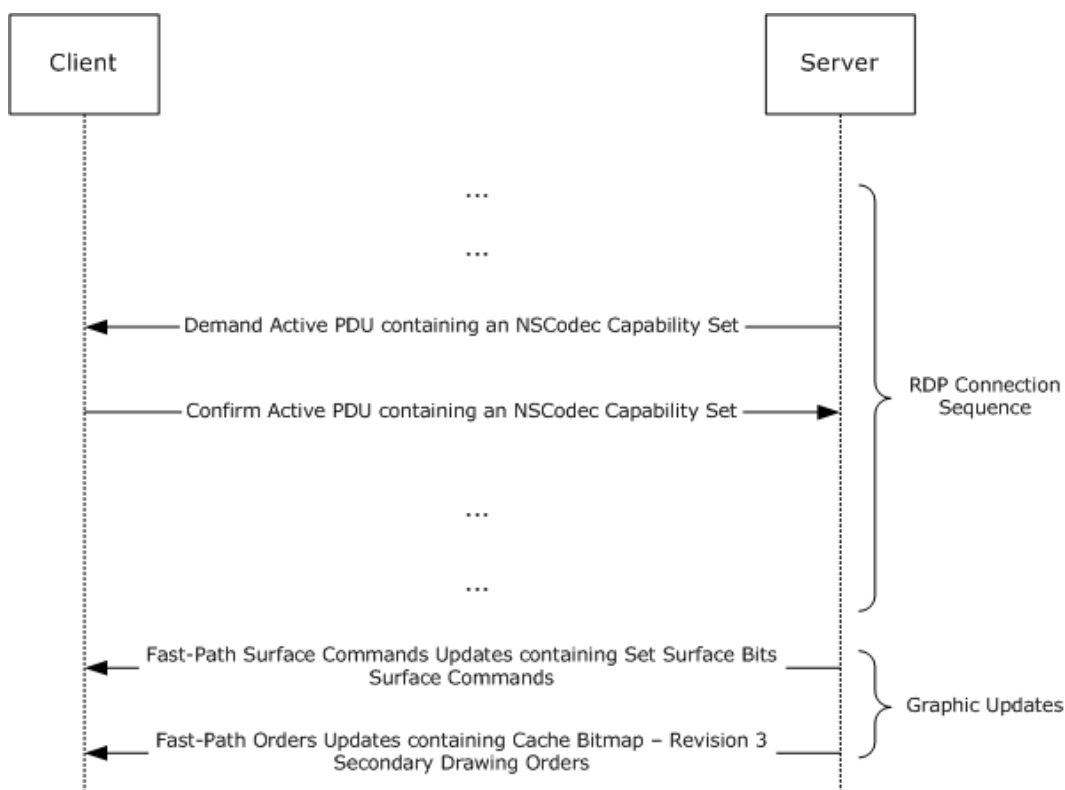 Client
Server
...
...
Demand Active PDU containing an NSCodec Capability Set
Confirm Active PDU containing an NSCodec Capability Set
RDP Connection
Sequence
...
...
Fast-Path Surface Commands Updates containing Set Surface Bits
Surface Commands
Graphic Updates
Fast-Path Orders Updates containing Cache Bitmap – Revision 3
Secondary Drawing Orders